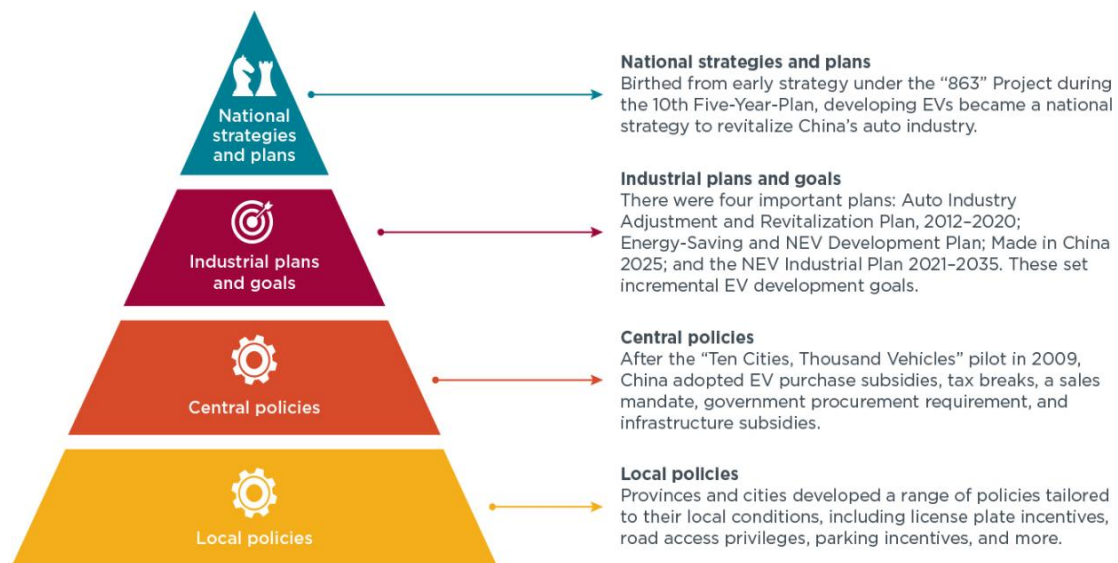 National
strategies
and plans
National strategies and plans
Birthed from early strategy under the “863” Project during
the 10th Five-Year-Plan, developing EVs became a national
strategy to revitalize China’s auto industry.
Industrial plans
and goals
Industrial plans and goals
There were four important plans: Auto Industry
Adjustment and Revitalization Plan, 2012–2020;
Energy-Saving and NEV Development Plan; Made in China
2025; and the NEV Industrial Plan 2021–2035. These set
incremental EV development goals.
Central policies
Central policies
After the “Ten Cities, Thousand Vehicles” pilot in 2009,
China adopted EV purchase subsidies, tax breaks, a sales
mandate, government procurement requirement, and
infrastructure subsidies.
Local policies
Local policies
Provinces and cities developed a range of policies tailored
to their local conditions, including license plate incentives,
road access privileges, parking incentives, and more.